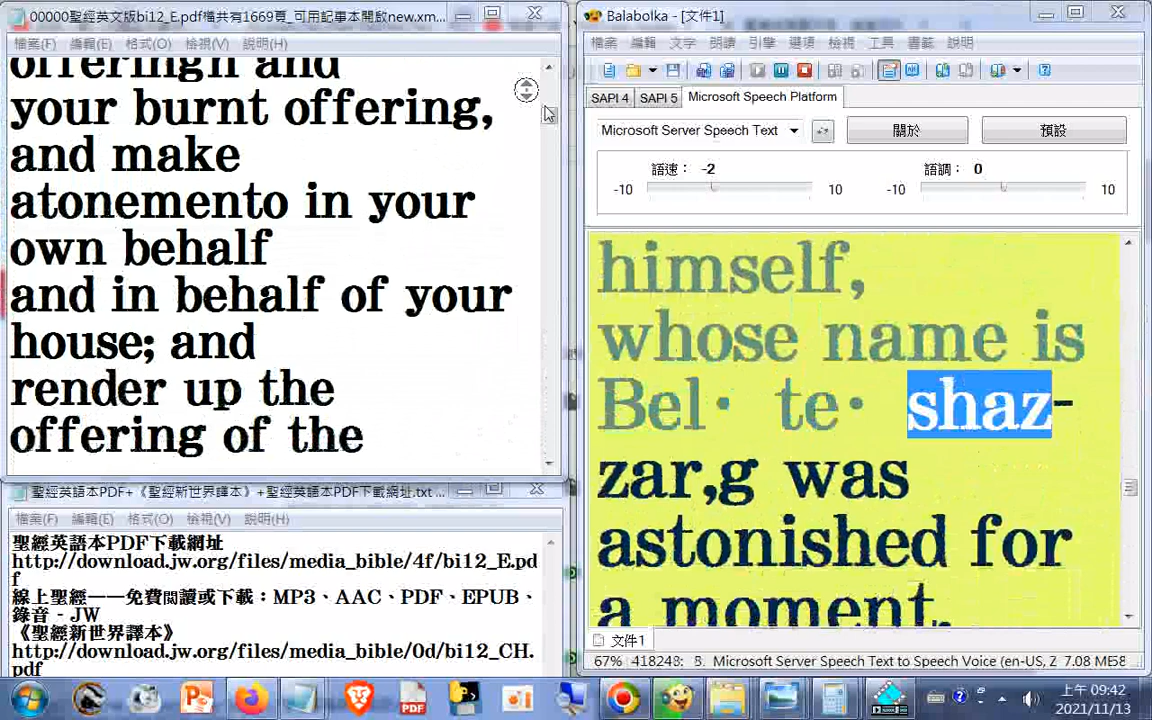 00000聖經英文版bi12_E.pdf檔共有1669頁_可用記事本開啟new.xm...
檔案(F) 編輯(E) 格式(O) 檢視(V) 說明(H)
offeringn and
your burnt offering,
and make
atonemento in your
own behalf
and in behalf of your
house; and
render up the
offering of the
聖經英語本PDF+《聖經新世界譯本》+聖經英語本PDF下載網址.txt ...
檔案(F) 編輯(E) 格式(O) 檢視(V) 說明(H)
聖經英語本PDF下載網址
http://download.jw.org/files/media_bible/4f/bi12_E.pd
f
線上聖經——免費閱讀或下載：MP3、AAC、PDF、EPUB、
錄音 - JW
《聖經新世界譯本》
http://download.jw.org/files/media_bible/0d/bi12_CH.
pdf
Balabolka - [文件1]
檔案 編輯 文字 朗讀 引擎 選項 檢視 工具 書籤 說明
SAPI 4 SAPI 5 Microsoft Speech Platform
Microsoft Server Speech Text 關於 預設
語速： -2 語調： 0
-10 10 -10 10
himself,
whose name is
Bel· te· shaz-
zar,g was
astonished for
a moment,
文件1
67% 418248: B. Microsoft Server Speech Text to Speech Voice (en-US, Z 7.08 ME58
上午 09:42
2021/11/13